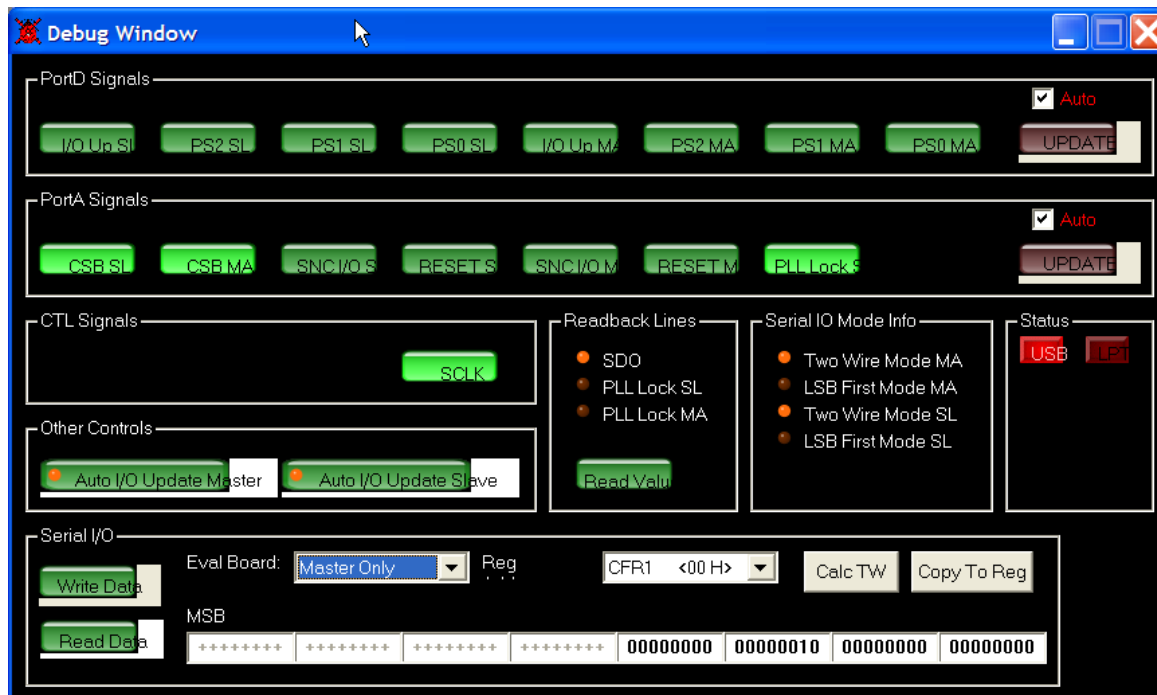 Debug Window
PortD Signals
Auto
I/O Up SL PS2 SL PS1 SL PS0 SL I/O Up MA PS2 MA PS1 MA PS0 MA UPDATE
PortA Signals
Auto
CSB SL CSB MA SNC I/O S RESET S SNC I/O M RESET M PLL Lock S UPDATE
CTL Signals
SCLK
Readback Lines
SDO
PLL Lock SL
PLL Lock MA
Read Valu
Serial IO Mode Info
Two Wire Mode MA
LSB First Mode MA
Two Wire Mode SL
LSB First Mode SL
Status
USB LPT
Other Controls
Auto I/O Update Master Auto I/O Update Slave
Serial I/O
Write Data
Read Data
Eval Board: Master Only Reg CFR1 <00 H> Calc TW Copy To Reg
MSB
++++++++ ++++++++ ++++++++ ++++++++ 00000000 00000010 00000000 00000000